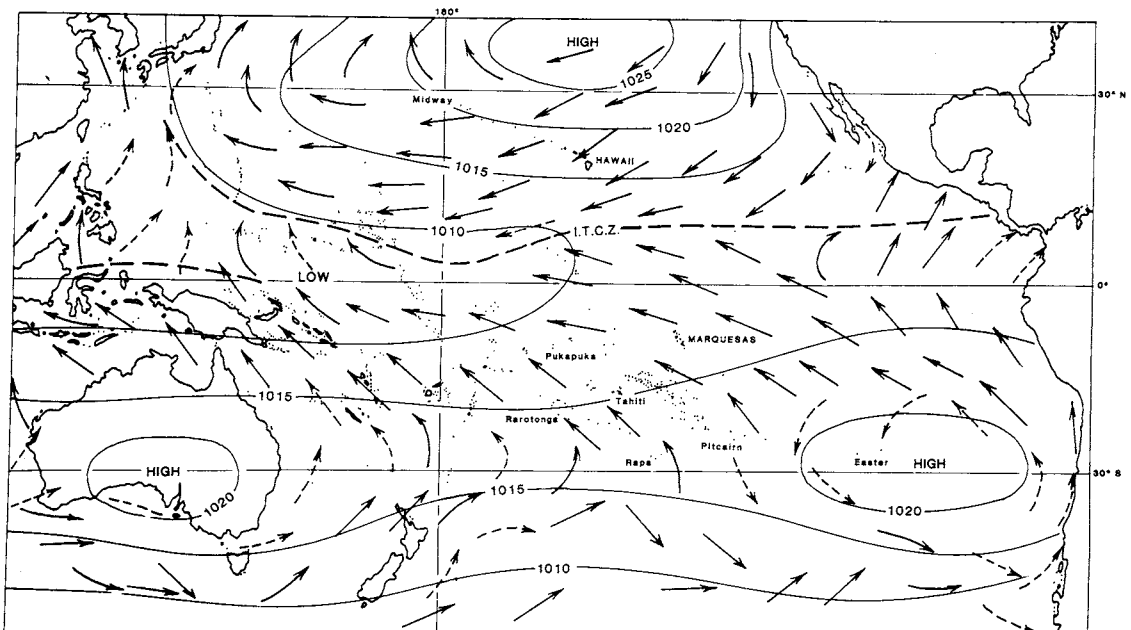 180°
HIGH
1025
30° N
Midway
1020
HAWAII
1015
1010
I.T.C.Z.
LOW
0°
MARQUESAS
Pukapuka
1015
Tahiti
Rarotonga
Pitcairn
HIGH
Rapa
Easter
HIGH
30° S
1020
1015
1020
1010